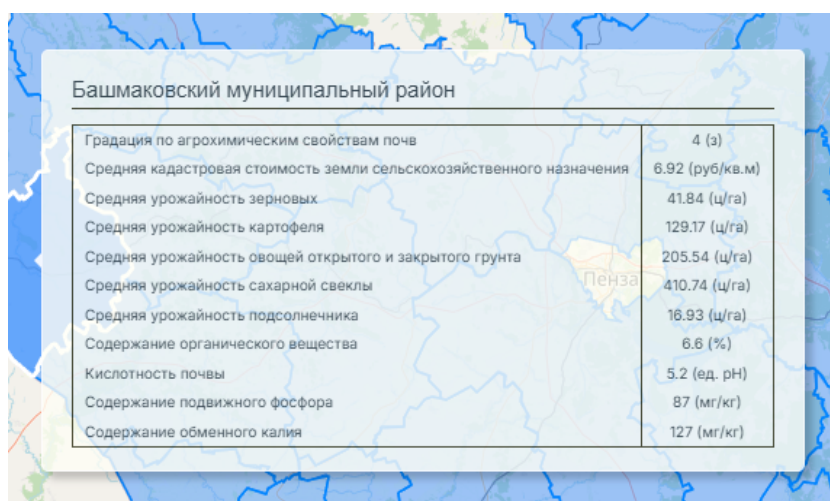 Башмаковский муниципальный район
Градация по агрохимическим свойствам почв 4 (з)
Средняя кадастровая стоимость земли сельскохозяйственного назначения 6.92 (руб/кв.м)
Средняя урожайность зерновых 41.84 (ц/га)
Средняя урожайность картофеля 129.17 (ц/га)
Средняя урожайность овощей открытого и закрытого грунта 205.54 (ц/га)
Пенза
Средняя урожайность сахарной свеклы 410.74 (ц/га)
Средняя урожайность подсолнечника 16.93 (ц/га)
Содержание органического вещества 6.6 (%)
Кислотность почвы 5.2 (ед. pH)
Содержание подвижного фосфора 87 (мг/кг)
Содержание обменного калия 127 (мг/кг)